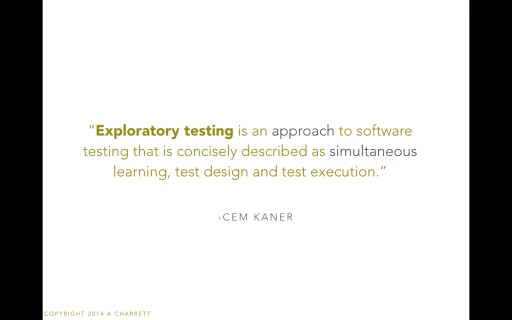 “Exploratory testing is an approach to software
testing that is concisely described as simultaneous
learning, test design and test execution.”
-CEM KANER
COPYRIGHT 2014 A CHARRETT